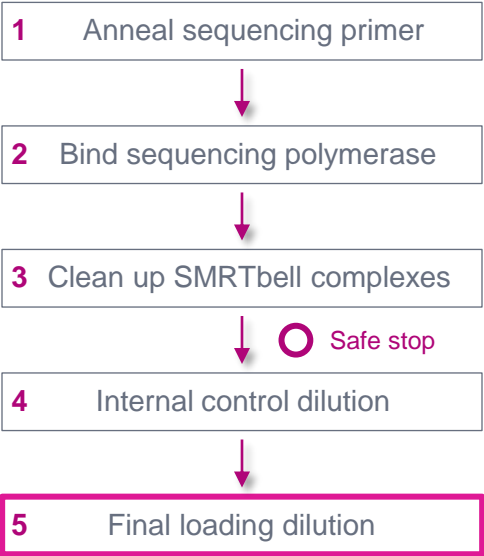 1 Anneal sequencing primer
2 Bind sequencing polymerase
3 Clean up SMRTbell complexes
Safe stop
4 Internal control dilution
5 Final loading dilution